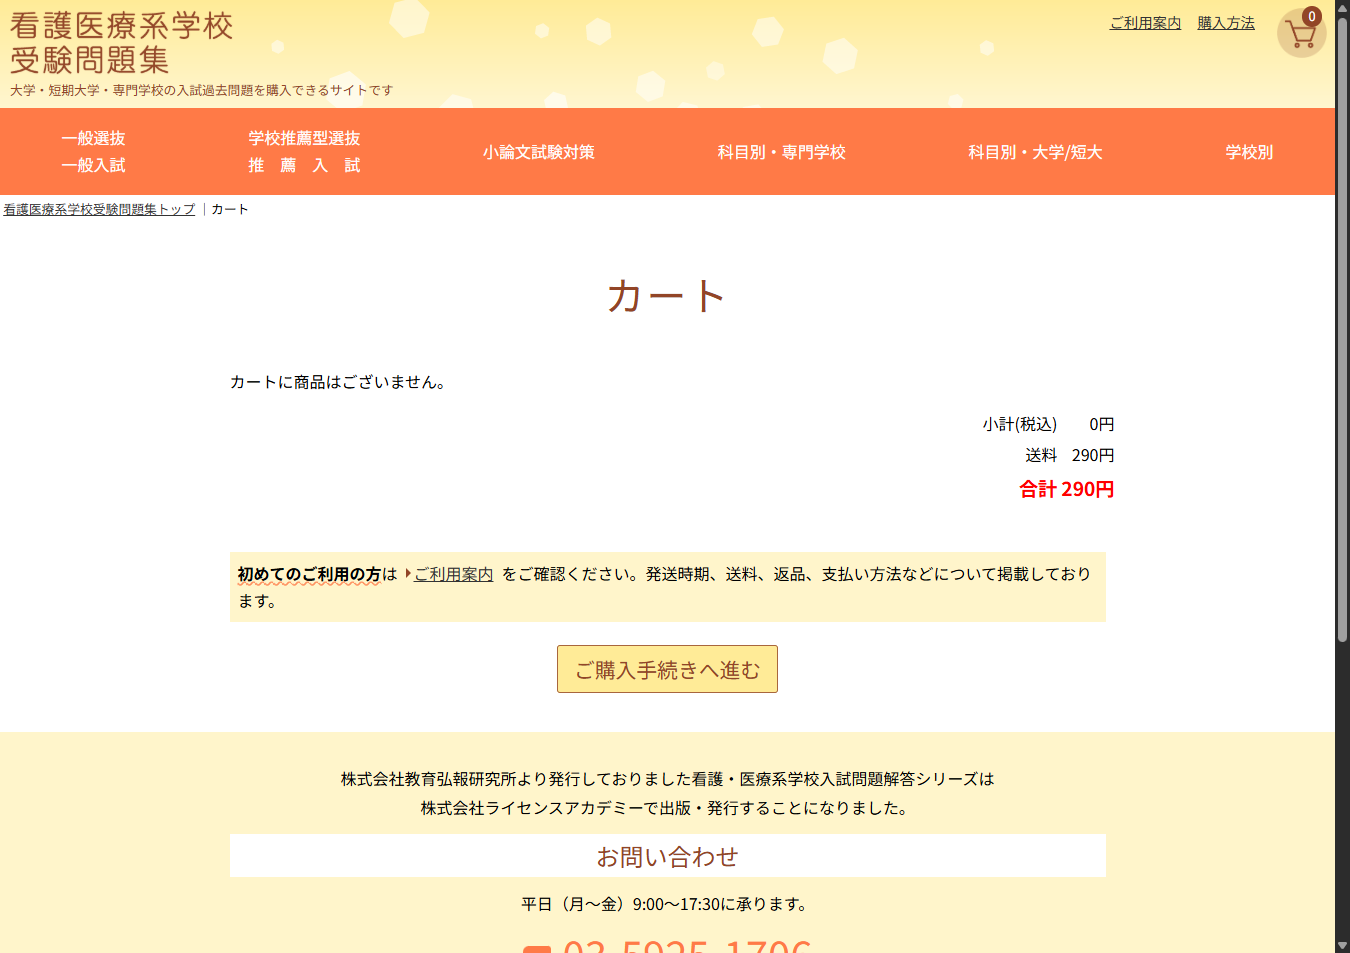 看護医療系学校
受験問題集
大学・短期大学・専門学校の入試過去問題を購入できるサイトです
ご利用案内 購入方法 0
一般選抜
一般入試
学校推薦型選抜
推 薦 入 試
小論文試験対策
科目別・専門学校
科目別・大学/短大
学校別
看護医療系学校受験問題集トップ | カート
カート
カートに商品はございません。
小計(税込) 0円
送料 290円
合計 290円
初めてのご利用の方は ご利用案内 をご確認ください。発送時期、送料、返品、支払い方法などについて掲載しており
ます。
ご購入手続きへ進む
株式会社教育弘報研究所より発行しておりました看護・医療系学校入試問題解答シリーズは
株式会社ライセンスアカデミーで出版・発行することになりました。
お問い合わせ
平日（月〜金）9:00〜17:30に承ります。
03-5925-1706